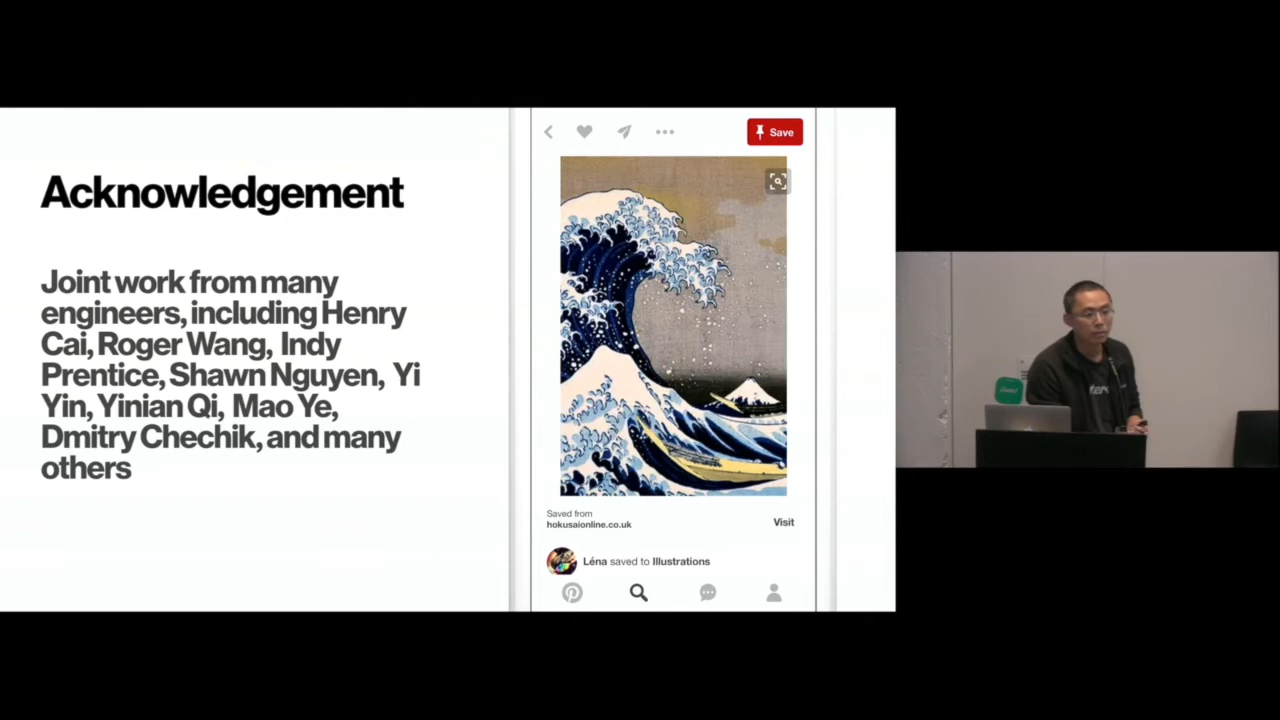 Acknowledgement
Joint work from many
engineers, including Henry
Cai, Roger Wang, Indy
Prentice, Shawn Nguyen, Yi
Yin, Yinian Qi, Mao Ye,
Dmitry Chechik, and many
others
Save
Saved from
hokusaionline.co.uk
Visit
Léna saved to Illustrations